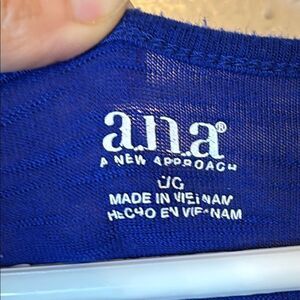 a.n.a®
A NEW APPROACH
MADE IN VIETNAM
HECHO EN VIETNAM